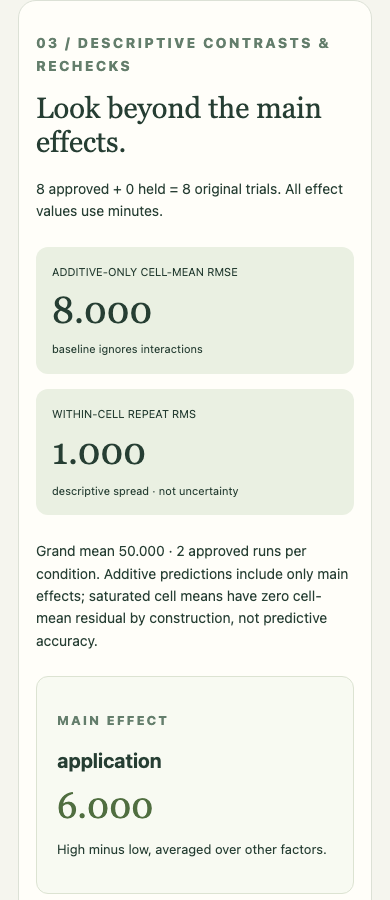 03 / DESCRIPTIVE CONTRASTS &
RECHECKS
Look beyond the main
effects.
8 approved + 0 held = 8 original trials. All effect
values use minutes.
ADDITIVE-ONLY CELL-MEAN RMSE
8.000
baseline ignores interactions
WITHIN-CELL REPEAT RMS
1.000
descriptive spread · not uncertainty
Grand mean 50.000 · 2 approved runs per
condition. Additive predictions include only main
effects; saturated cell means have zero cell-
mean residual by construction, not predictive
accuracy.
MAIN EFFECT
application
6.000
High minus low, averaged over other factors.